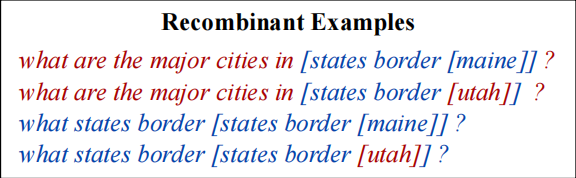 Recombinant Examples
what are the major cities in [states border [maine]] ?
what are the major cities in [states border [utah]] ?
what states border [states border [maine]] ?
what states border [states border [utah]] ?